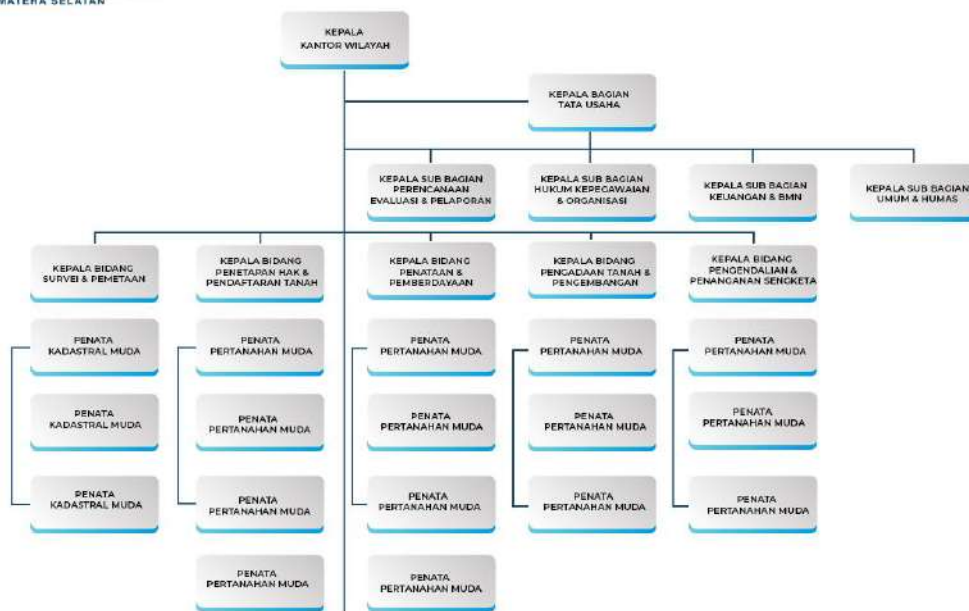 SELATAN
KEPALA
KANTOR WILAYAH
KEPALA BAGIAN
TATA USAHA
KEPALA SUB BAGIAN
PERENCANAAN
EVALUASI & PELAPORAN
KEPALA SUB BAGIAN
HUKUM KEPEGAWAIAN
& ORGANISASI
KEPALA SUB BAGIAN
KEUANGAN & BMN
KEPALA SUB BAGIAN
UMUM & HUMAS
KEPALA BIDANG
SURVEI & PEMETAAN
KEPALA BIDANG
PENETAPAN HAK &
PENDAFTARAN TANAH
KEPALA BIDANG
PENATAAN &
PEMBERDAYAAN
KEPALA BIDANG
PENGADAAN TANAH &
PENGEMBANGAN
KEPALA BIDANG
PENGENDALIAN &
PENANGANAN SENGKETA
PENATA
KADASTRAL MUDA
PENATA
PERTANAHAN MUDA
PENATA
PERTANAHAN MUDA
PENATA
PERTANAHAN MUDA
PENATA
PERTANAHAN MUDA
PENATA
KADASTRAL MUDA
PENATA
PERTANAHAN MUDA
PENATA
PERTANAHAN MUDA
PENATA
PERTANAHAN MUDA
PENATA
PERTANAHAN MUDA
PENATA
KADASTRAL MUDA
PENATA
PERTANAHAN MUDA
PENATA
PERTANAHAN MUDA
PENATA
PERTANAHAN MUDA
PENATA
PERTANAHAN MUDA
PENATA
PERTANAHAN MUDA
PENATA
PERTANAHAN MUDA